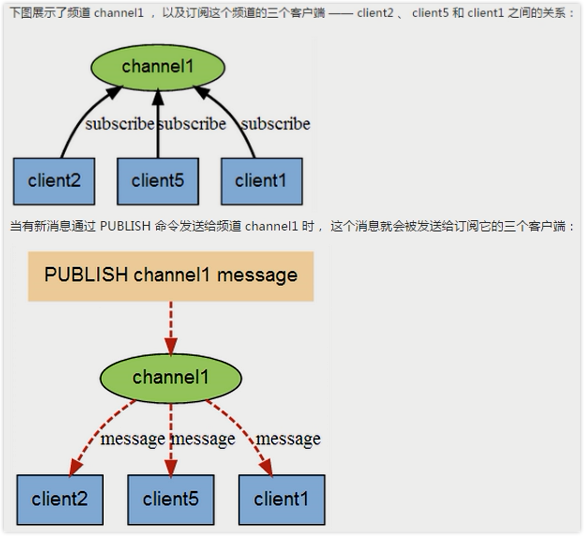 下图展示了频道 channel1 ， 以及订阅这个频道的三个客户端 —— client2 、 client5 和 client1 之间的关系：
channel1
subscribe subscribe subscribe
client2 client5 client1
当有新消息通过 PUBLISH 命令发送给频道 channel1 时， 这个消息就会被发送给订阅它的三个客户端：
PUBLISH channel1 message
channel1
message message message
client2 client5 client1